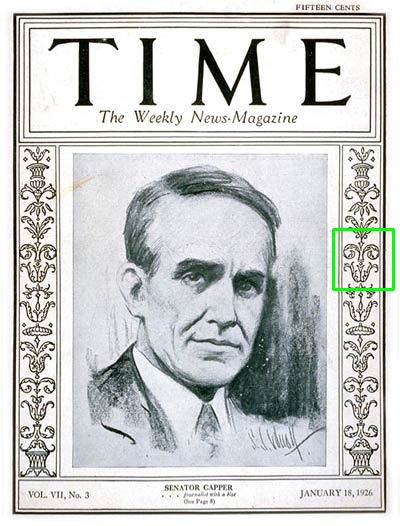 FIFTEEN CENTS
TIME
The Weekly News-Magazine
SENATOR CAPPER
. . . journalist with a bloc
(See Page 8)
VOL. VII, No. 3
JANUARY 18, 1926